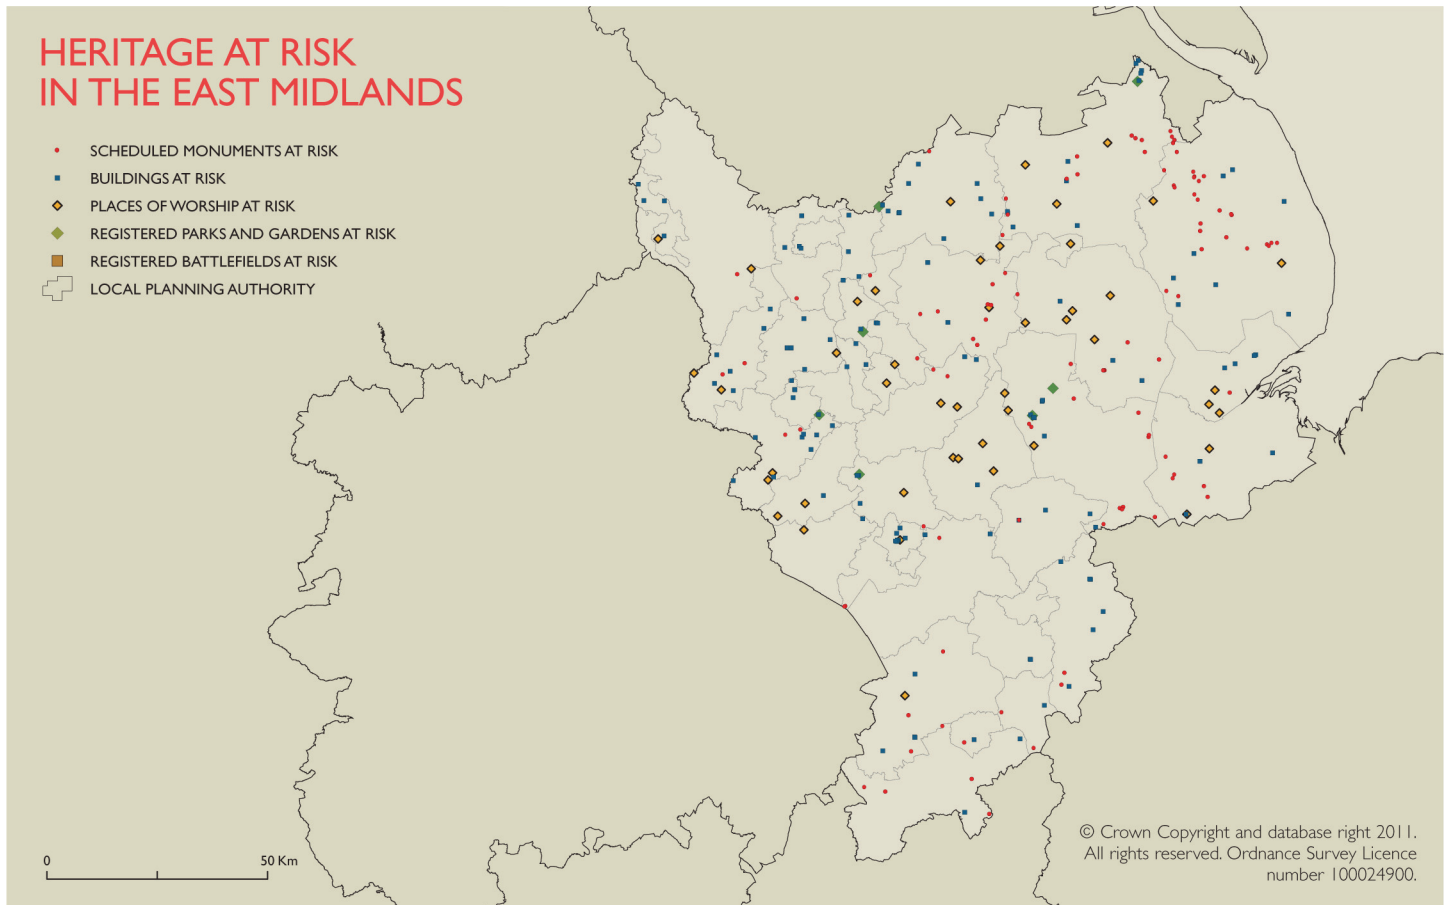 HERITAGE AT RISK
IN THE EAST MIDLANDS
SCHEDULED MONUMENTS AT RISK
BUILDINGS AT RISK
PLACES OF WORSHIP AT RISK
REGISTERED PARKS AND GARDENS AT RISK
REGISTERED BATTLEFIELDS AT RISK
LOCAL PLANNING AUTHORITY
0 50 Km
© Crown Copyright and database right 2011.
All rights reserved. Ordnance Survey Licence
number 100024900.